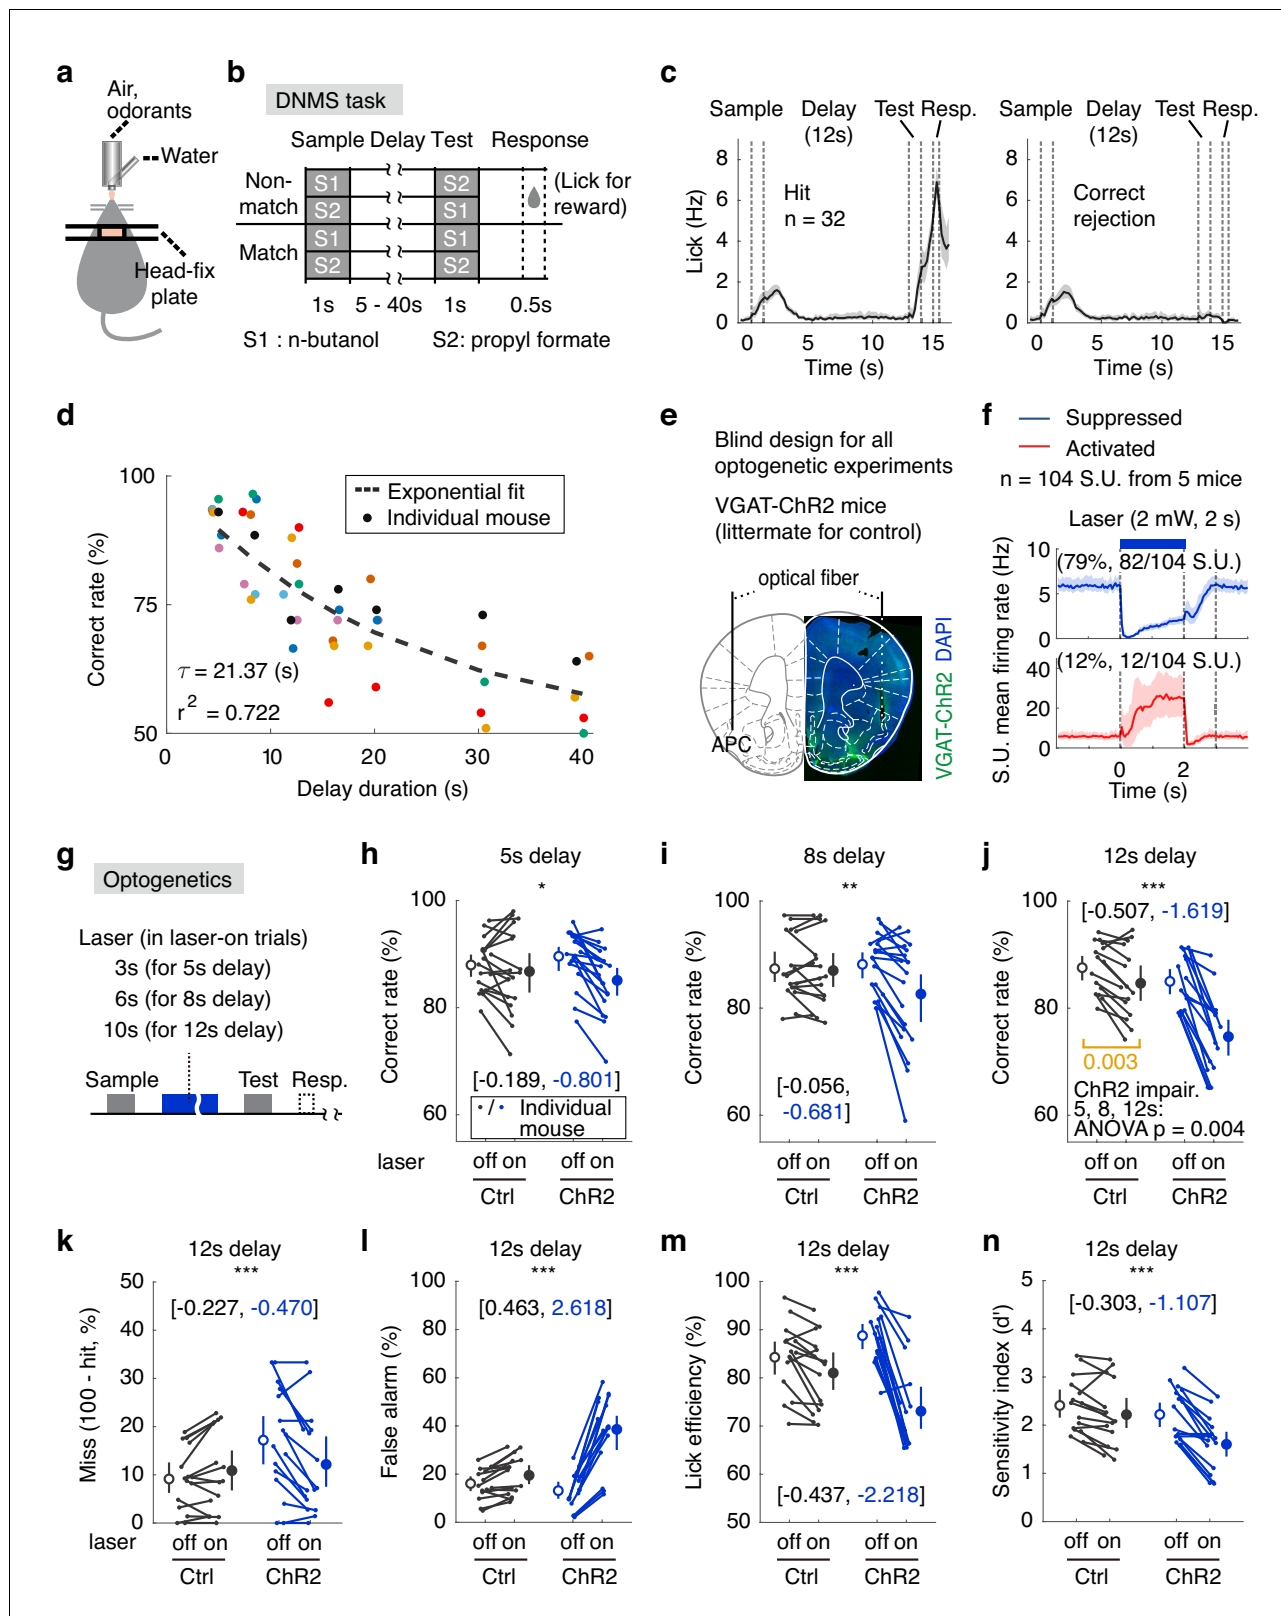 a
Air,
odorants
Water
Head-fix
plate
b
DNMS task
Sample Delay Test Response
Non-
match
Match
S1
S2
S1
S2
S2
S1
S1
S2
(Lick for
reward)
1s 5 - 40s 1s 0.5s
S1 : n-butanol S2: propyl formate
c
Sample Delay Test Resp.
(12s)
Hit
n = 32
Lick (Hz)
8
6
4
2
0
0 5 10 15
Time (s)
Sample Delay Test Resp.
(12s)
Correct
rejection
8
6
4
2
0
0 5 10 15
Time (s)
d
Correct rate (%)
100
75
50
Exponential fit
Individual mouse
τ = 21.37 (s)
r2 = 0.722
0 10 20 30 40
Delay duration (s)
e
Blind design for all
optogenetic experiments
VGAT-ChR2 mice
(littermate for control)
optical fiber
APC
VGAT-ChR2 DAPI
f
Suppressed
Activated
n = 104 S.U. from 5 mice
Laser (2 mW, 2 s)
S.U. mean firing rate (Hz)
10
5
0
(79%, 82/104 S.U.)
40
20
0
(12%, 12/104 S.U.)
0 2
Time (s)
g
Optogenetics
Laser (in laser-on trials)
3s (for 5s delay)
6s (for 8s delay)
10s (for 12s delay)
Sample Test Resp.
h
5s delay
*
Correct rate (%)
100
80
60
[-0.189, -0.801]
/ Individual
mouse
laser off on off on
Ctrl ChR2
i
8s delay
**
Correct rate (%)
100
80
60
[-0.056,
-0.681]
off on off on
Ctrl ChR2
j
12s delay
***
[-0.507, -1.619]
Correct rate (%)
100
80
60
0.003
ChR2 impair.
5, 8, 12s:
ANOVA p = 0.004
off on off on
Ctrl ChR2
k
12s delay
***
[-0.227, -0.470]
Miss (100 - hit, %)
50
40
30
20
10
0
laser off on off on
Ctrl ChR2
l
12s delay
***
[0.463, 2.618]
False alarm (%)
100
80
60
40
20
0
off on off on
Ctrl ChR2
m
12s delay
***
Lick efficiency (%)
100
90
80
70
60
50
[-0.437, -2.218]
off on off on
Ctrl ChR2
n
12s delay
***
[-0.303, -1.107]
Sensitivity index (d')
5
4
3
2
1
0
off on off on
Ctrl ChR2